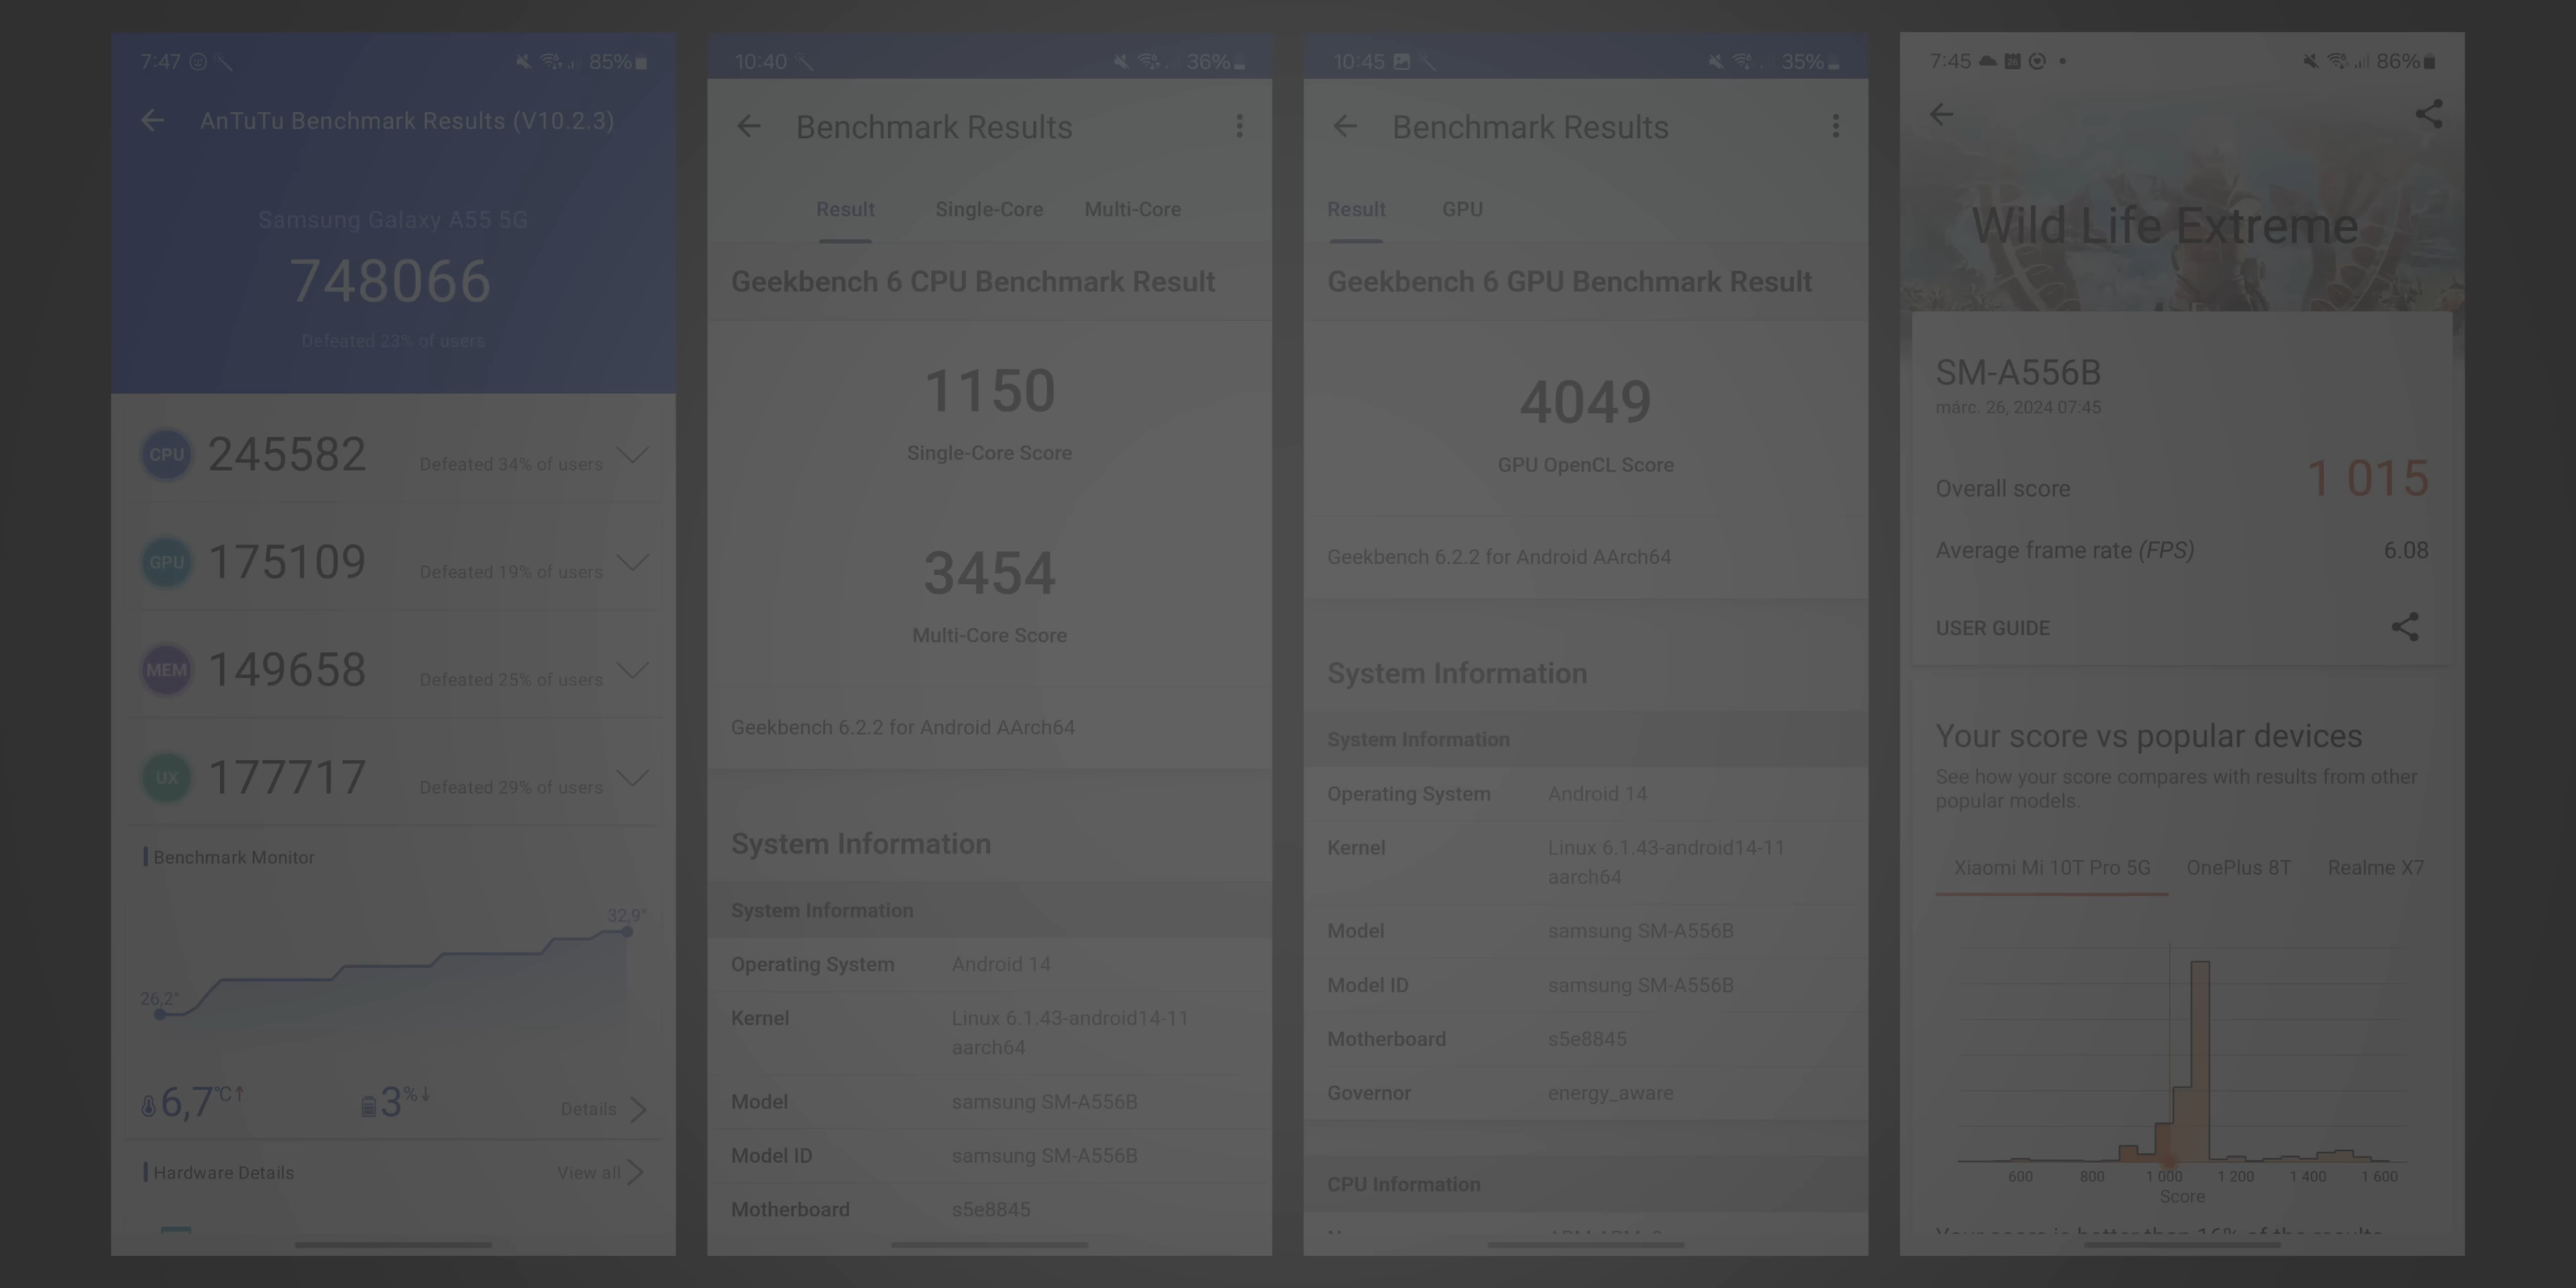 7:47 85%
AnTuTu Benchmark Results (V10.2.3)
Samsung Galaxy A55 5G
748066
Defeated 23% of users
CPU 245582 Defeated 34% of users
GPU 175109 Defeated 19% of users
MEM 149658 Defeated 25% of users
UX 177717 Defeated 29% of users
Benchmark Monitor
32,9°
26,2°
6,7℃↑ 3%↓ Details
Hardware Details View all
10:40 36%
Benchmark Results
Result Single-Core Multi-Core
Geekbench 6 CPU Benchmark Result
1150
Single-Core Score
3454
Multi-Core Score
Geekbench 6.2.2 for Android AArch64
System Information
System Information
Operating System Android 14
Kernel Linux 6.1.43-android14-11
aarch64
Model samsung SM-A556B
Model ID samsung SM-A556B
Motherboard s5e8845
10:45 35%
Benchmark Results
Result GPU
Geekbench 6 GPU Benchmark Result
4049
GPU OpenCL Score
Geekbench 6.2.2 for Android AArch64
System Information
System Information
Operating System Android 14
Kernel Linux 6.1.43-android14-11
aarch64
Model samsung SM-A556B
Model ID samsung SM-A556B
Motherboard s5e8845
Governor energy_aware
CPU Information
7:45 86%
Wild Life Extreme
SM-A556B
márc. 26, 2024 07:45
Overall score 1 015
Average frame rate (FPS) 6.08
USER GUIDE
Your score vs popular devices
See how your score compares with results from other
popular models.
Xiaomi Mi 10T Pro 5G OnePlus 8T Realme X7
600 800 1 000 1 200 1 400 1 600
Score
Your score is better than 16% of the results